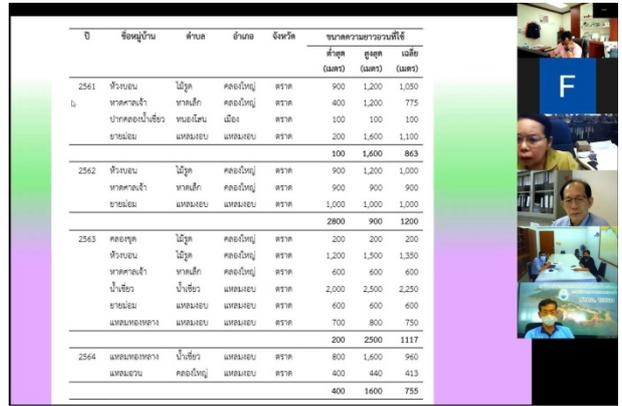 ปี ชื่อหมู่บ้าน ตำบล อำเภอ จังหวัด ขนาดความยาวอวนที่ใช้
ต่ำสุด สูงสุด เฉลี่ย
(เมตร) (เมตร) (เมตร)
2561 ห้วงบอน ไม้รูด คลองใหญ่ ตราด 900 1,200 1,050
หาดศาลเจ้า หาดเล็ก คลองใหญ่ ตราด 400 1,200 775
ปากคลองน้ำเชี่ยว หนองโสน เมือง ตราด 100 100 100
ยายม่อม แหลมงอบ แหลมงอบ ตราด 200 1,600 1,100
100 1,600 863
2562 ห้วงบอน ไม้รูด คลองใหญ่ ตราด 900 1,200 1,000
หาดศาลเจ้า หาดเล็ก คลองใหญ่ ตราด 900 900 900
ยายม่อม แหลมงอบ แหลมงอบ ตราด 1,000 1,000 1,000
2800 900 1200
2563 คลองขุด ไม้รูด คลองใหญ่ ตราด 200 200 200
ห้วงบอน ไม้รูด คลองใหญ่ ตราด 1,200 1,500 1,350
หาดศาลเจ้า หาดเล็ก คลองใหญ่ ตราด 600 600 600
น้ำเชี่ยว น้ำเชี่ยว แหลมงอบ ตราด 2,000 2,500 2,250
ยายม่อม แหลมงอบ แหลมงอบ ตราด 600 600 600
แหลมทองหลาง แหลมงอบ แหลมงอบ ตราด 700 800 750
200 2500 1117
2564 แหลมทองหลาง น้ำเชี่ยว แหลมงอบ ตราด 800 1,600 960
แหลมอวน คลองใหญ่ แหลมงอบ ตราด 400 440 413
400 1600 755
F